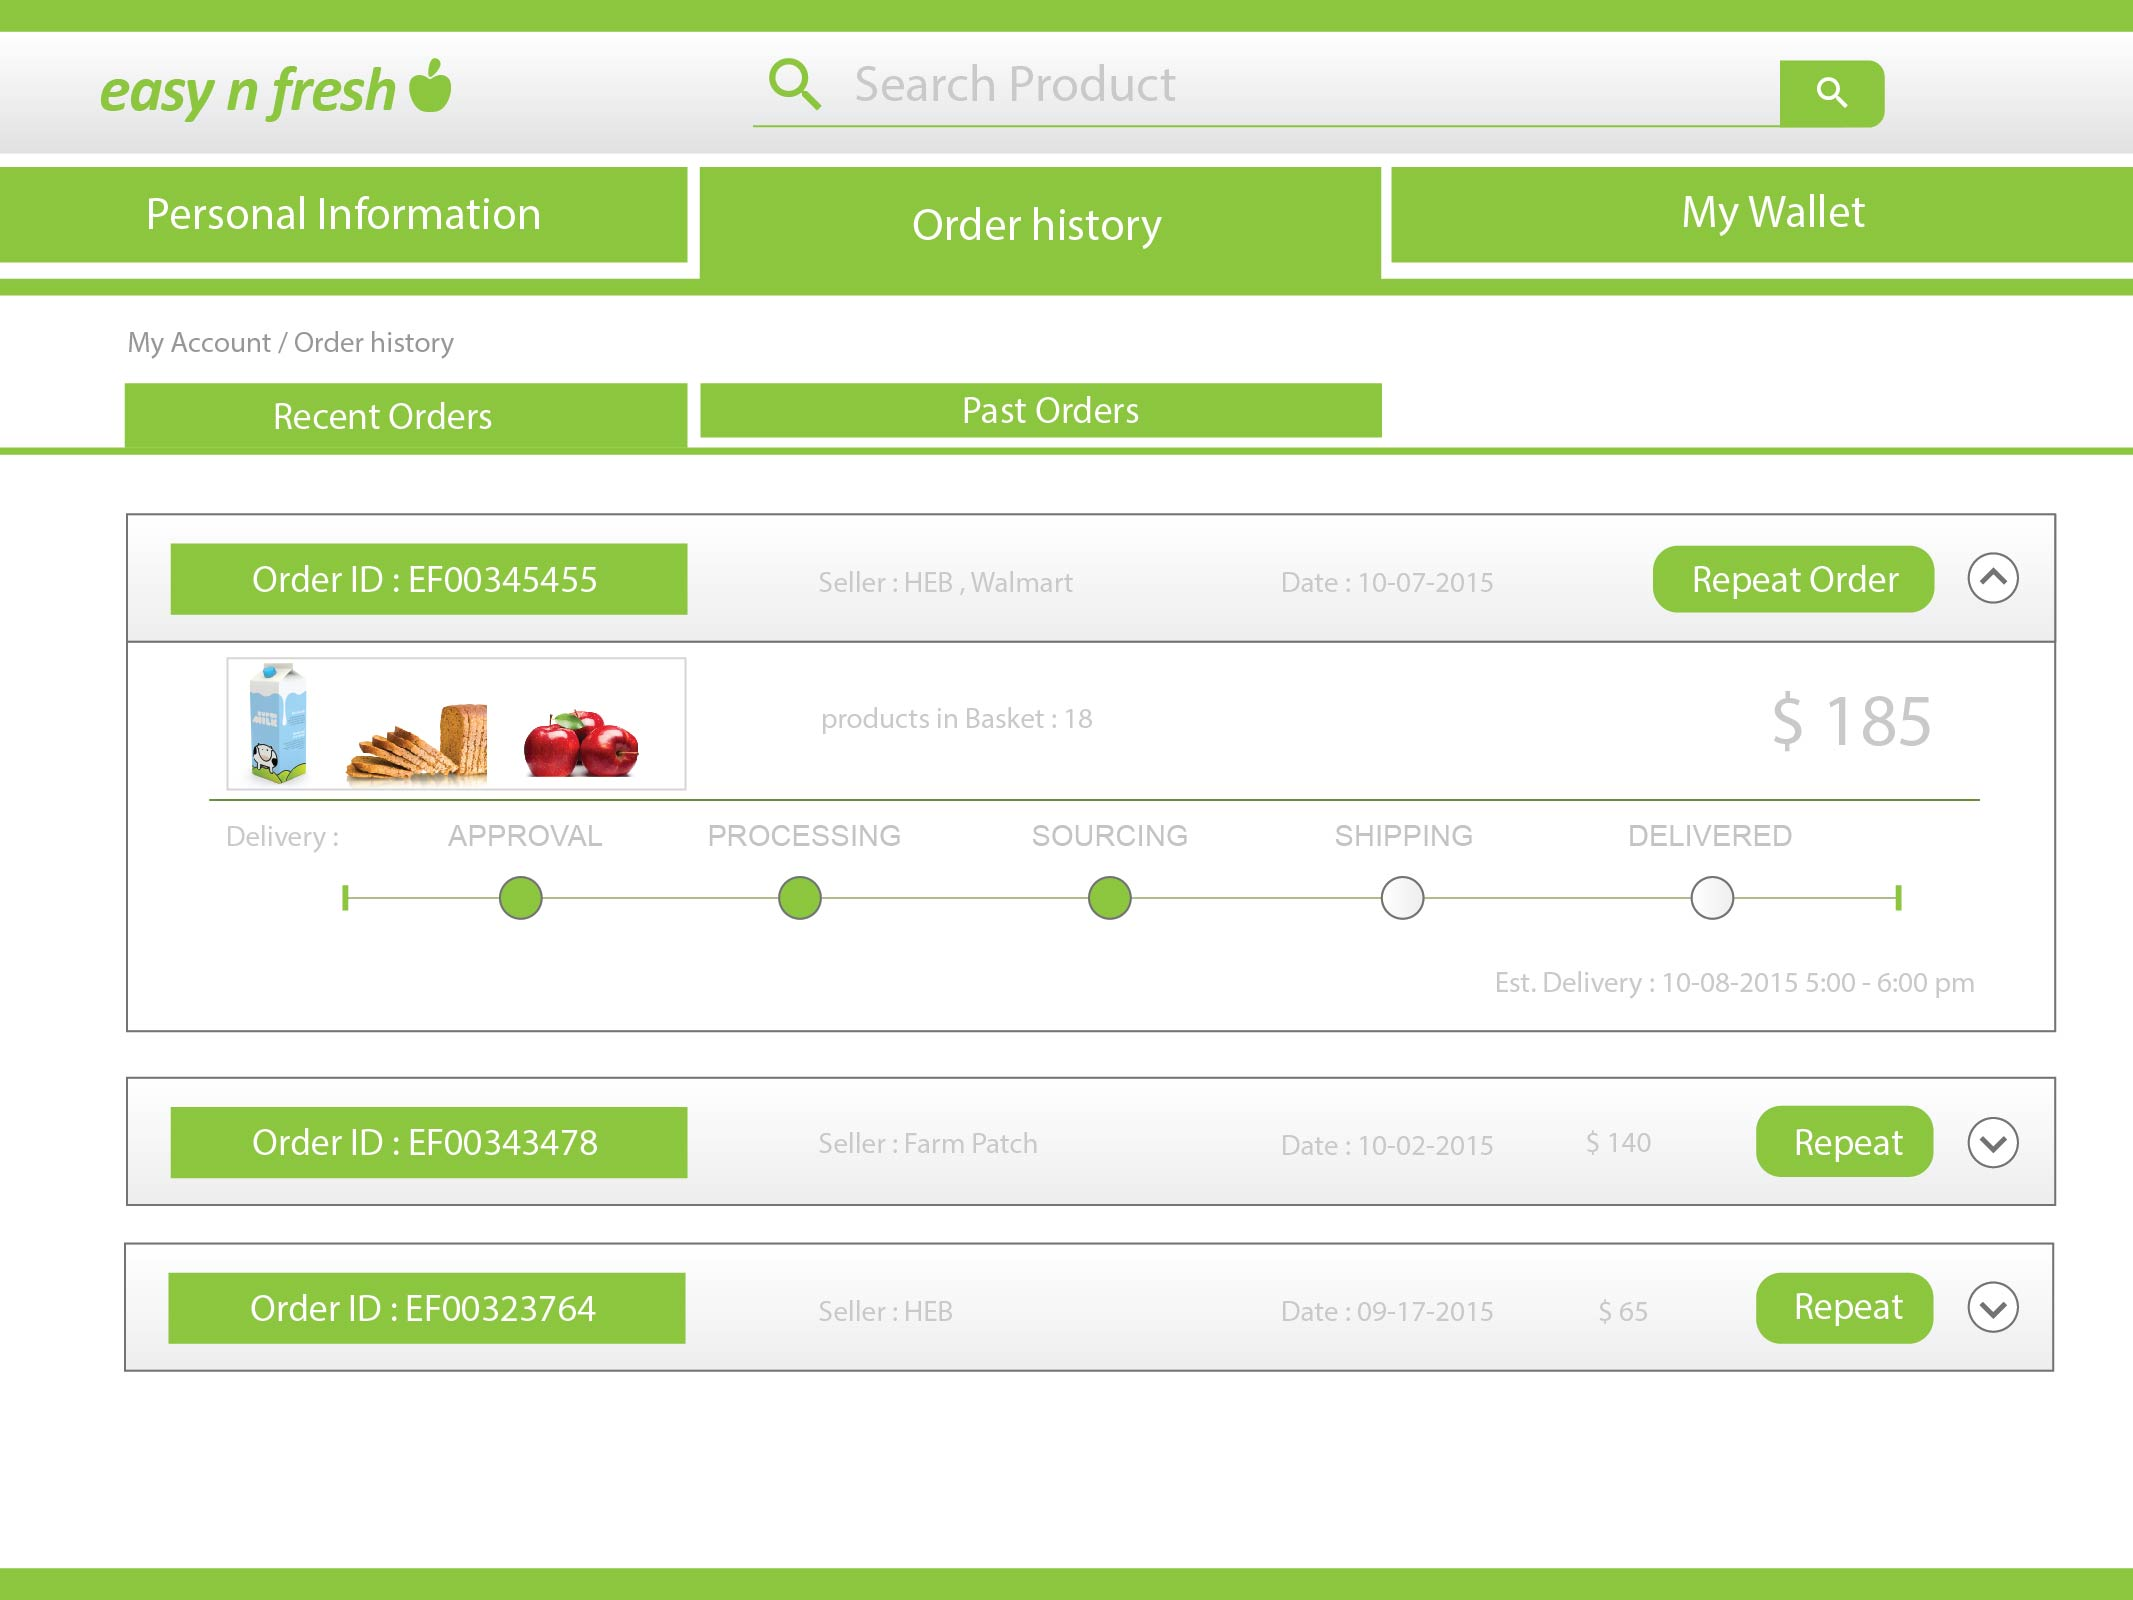 easy n fresh
Search Product
Personal Information
Order history
My Wallet
My Account / Order history
Recent Orders
Past Orders
Order ID : EF00345455
Seller : HEB , Walmart
Date : 10-07-2015
Repeat Order
MILK
products in Basket : 18
$ 185
Delivery :
APPROVAL
PROCESSING
SOURCING
SHIPPING
DELIVERED
Est. Delivery : 10-08-2015 5:00 - 6:00 pm
Order ID : EF00343478
Seller : Farm Patch
Date : 10-02-2015
$ 140
Repeat
Order ID : EF00323764
Seller : HEB
Date : 09-17-2015
$ 65
Repeat